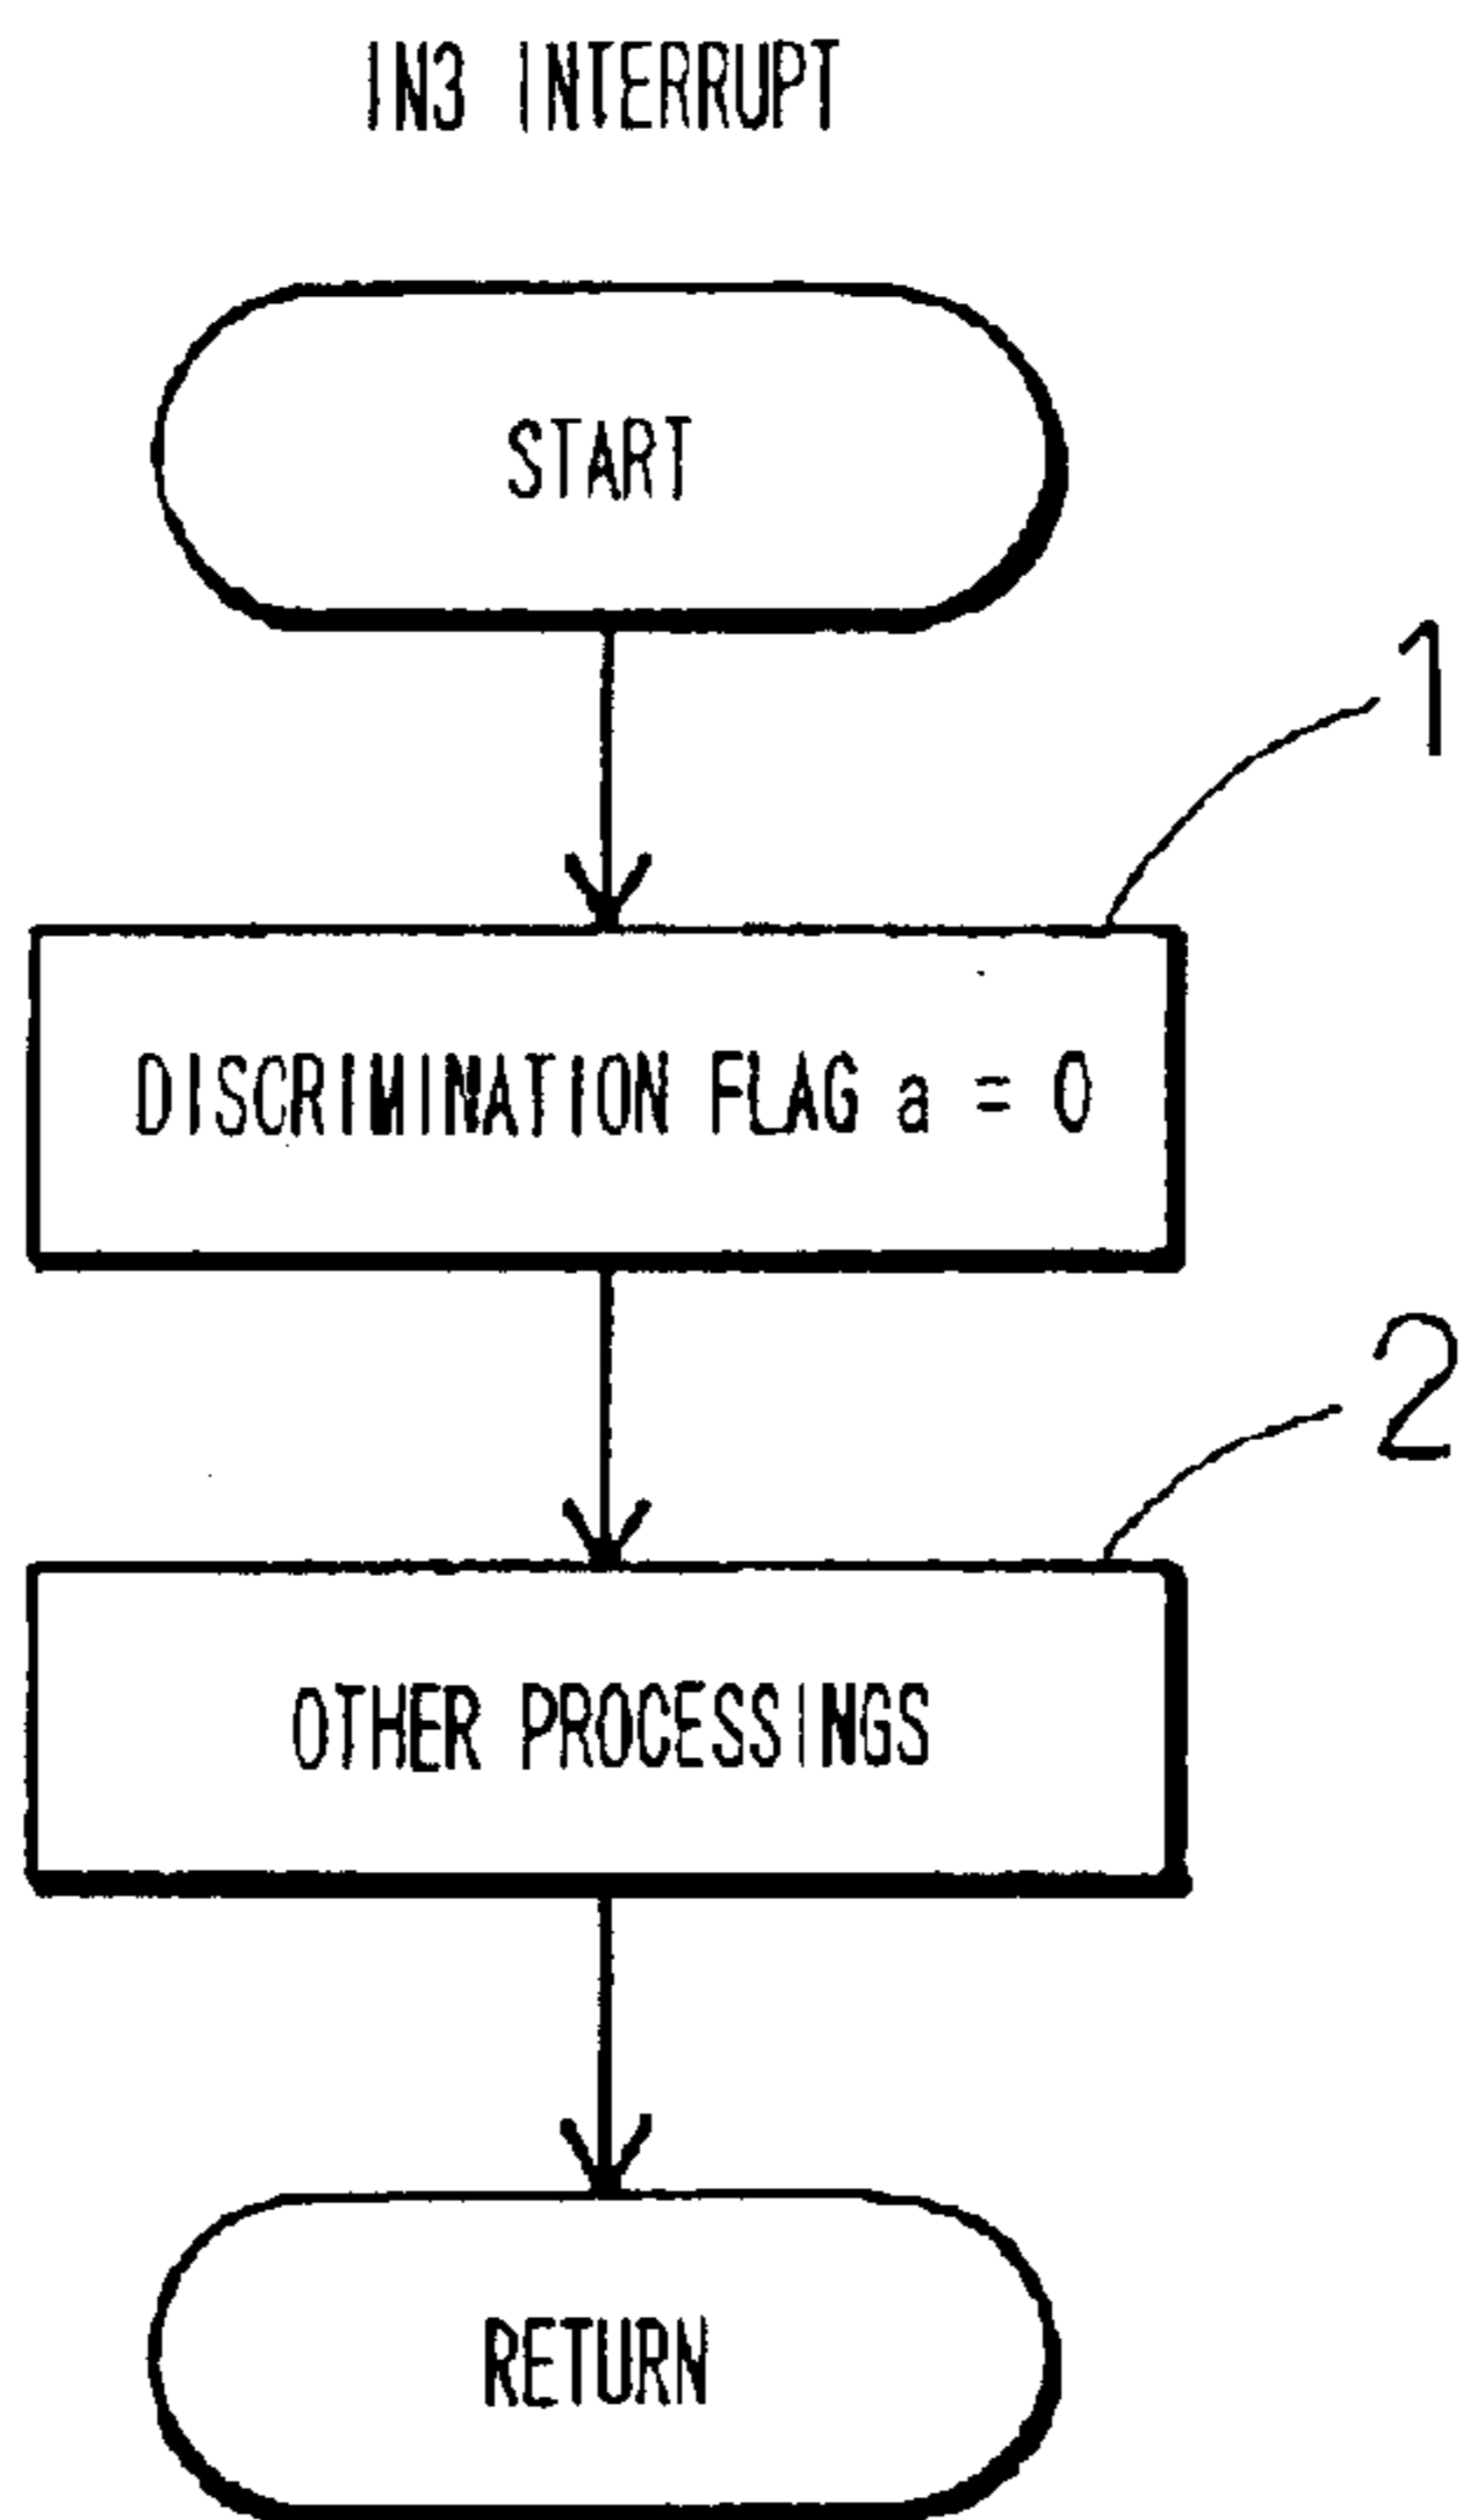 IN3 INTERRUPT
START
1
DISCRIMINATION FLAG a = 0
2
OTHER PROCESSINGS
RETURN